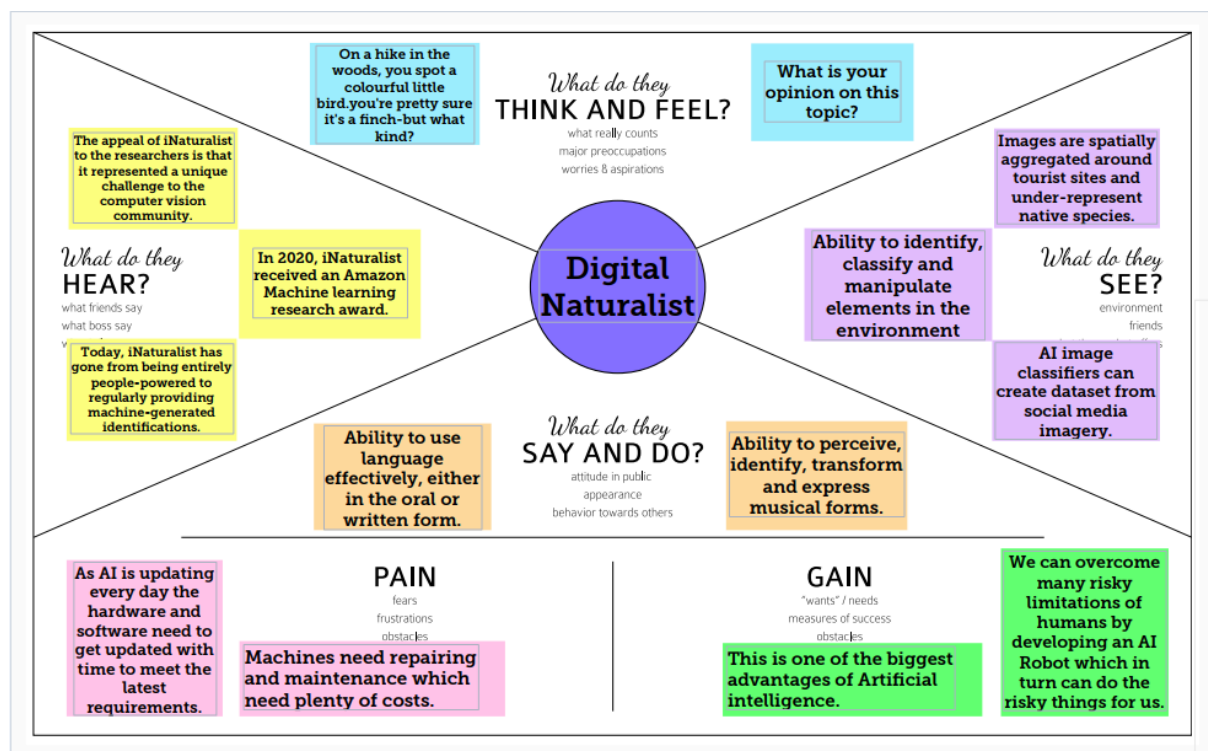 On a hike in the
woods, you spot a
colourful little
bird.you're pretty sure
it's a finch-but what
kind?
What do they
THINK AND FEEL?
what really counts
major preoccupations
worries & aspirations
What is your
opinion on this
topic?
The appeal of iNaturalist
to the researchers is that
it represented a unique
challenge to the
computer vision
community.
What do they
HEAR?
what friends say
what boss say
In 2020, iNaturalist
received an Amazon
Machine learning
research award.
Today, iNaturalist has
gone from being entirely
people-powered to
regularly providing
machine-generated
identifications.
Digital
Naturalist
Images are spatially
aggregated around
tourist sites and
under-represent
native species.
Ability to identify,
classify and
manipulate
elements in the
environment
What do they
SEE?
environment
friends
AI image
classifiers can
create dataset from
social media
imagery.
Ability to use
language
effectively, either
in the oral or
written form.
What do they
SAY AND DO?
attitude in public
appearance
behavior towards others
Ability to perceive,
identify, transform
and express
musical forms.
As AI is updating
every day the
hardware and
software need to
get updated with
time to meet the
latest
requirements.
PAIN
fears
frustrations
obstacles
Machines need repairing
and maintenance which
need plenty of costs.
GAIN
"wants" / needs
measures of success
obstacles
This is one of the biggest
advantages of Artificial
intelligence.
We can overcome
many risky
limitations of
humans by
developing an AI
Robot which in
turn can do the
risky things for us.